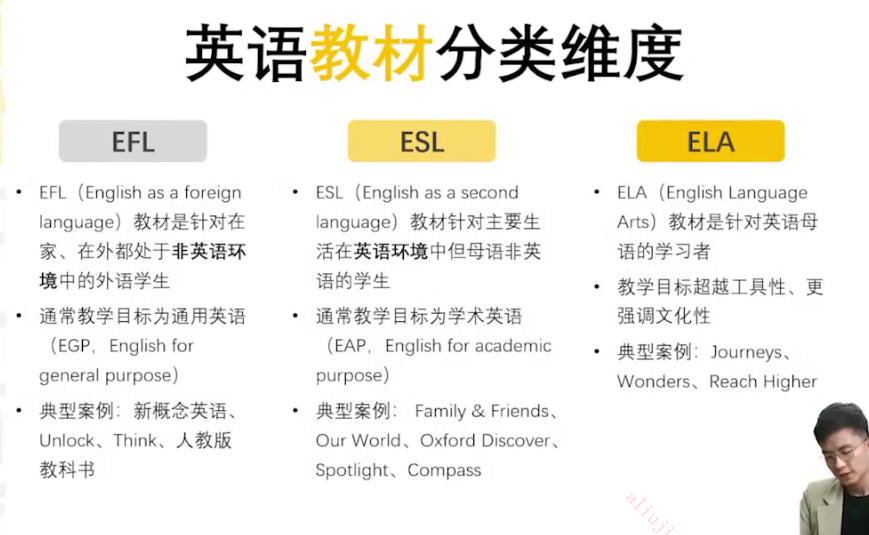 英语教材分类维度
EFL
• EFL（English as a foreign
language）教材是针对在
家、在外都处于非英语环
境中的外语学生
• 通常教学目标为通用英语
（EGP，English for
general purpose）
• 典型案例：新概念英语、
Unlock、Think、人教版
教科书
ESL
• ESL（English as a second
language）教材针对主要生
活在英语环境中但母语非英
语的学生
• 通常教学目标为学术英语
（EAP，English for academic
purpose）
• 典型案例： Family & Friends、
Our World、Oxford Discover、
Spotlight、Compass
ELA
• ELA（English Language
Arts）教材是针对英语母
语的学习者
• 教学目标超越工具性、更
强调文化性
• 典型案例：Journeys、
Wonders、Reach Higher
aliuji